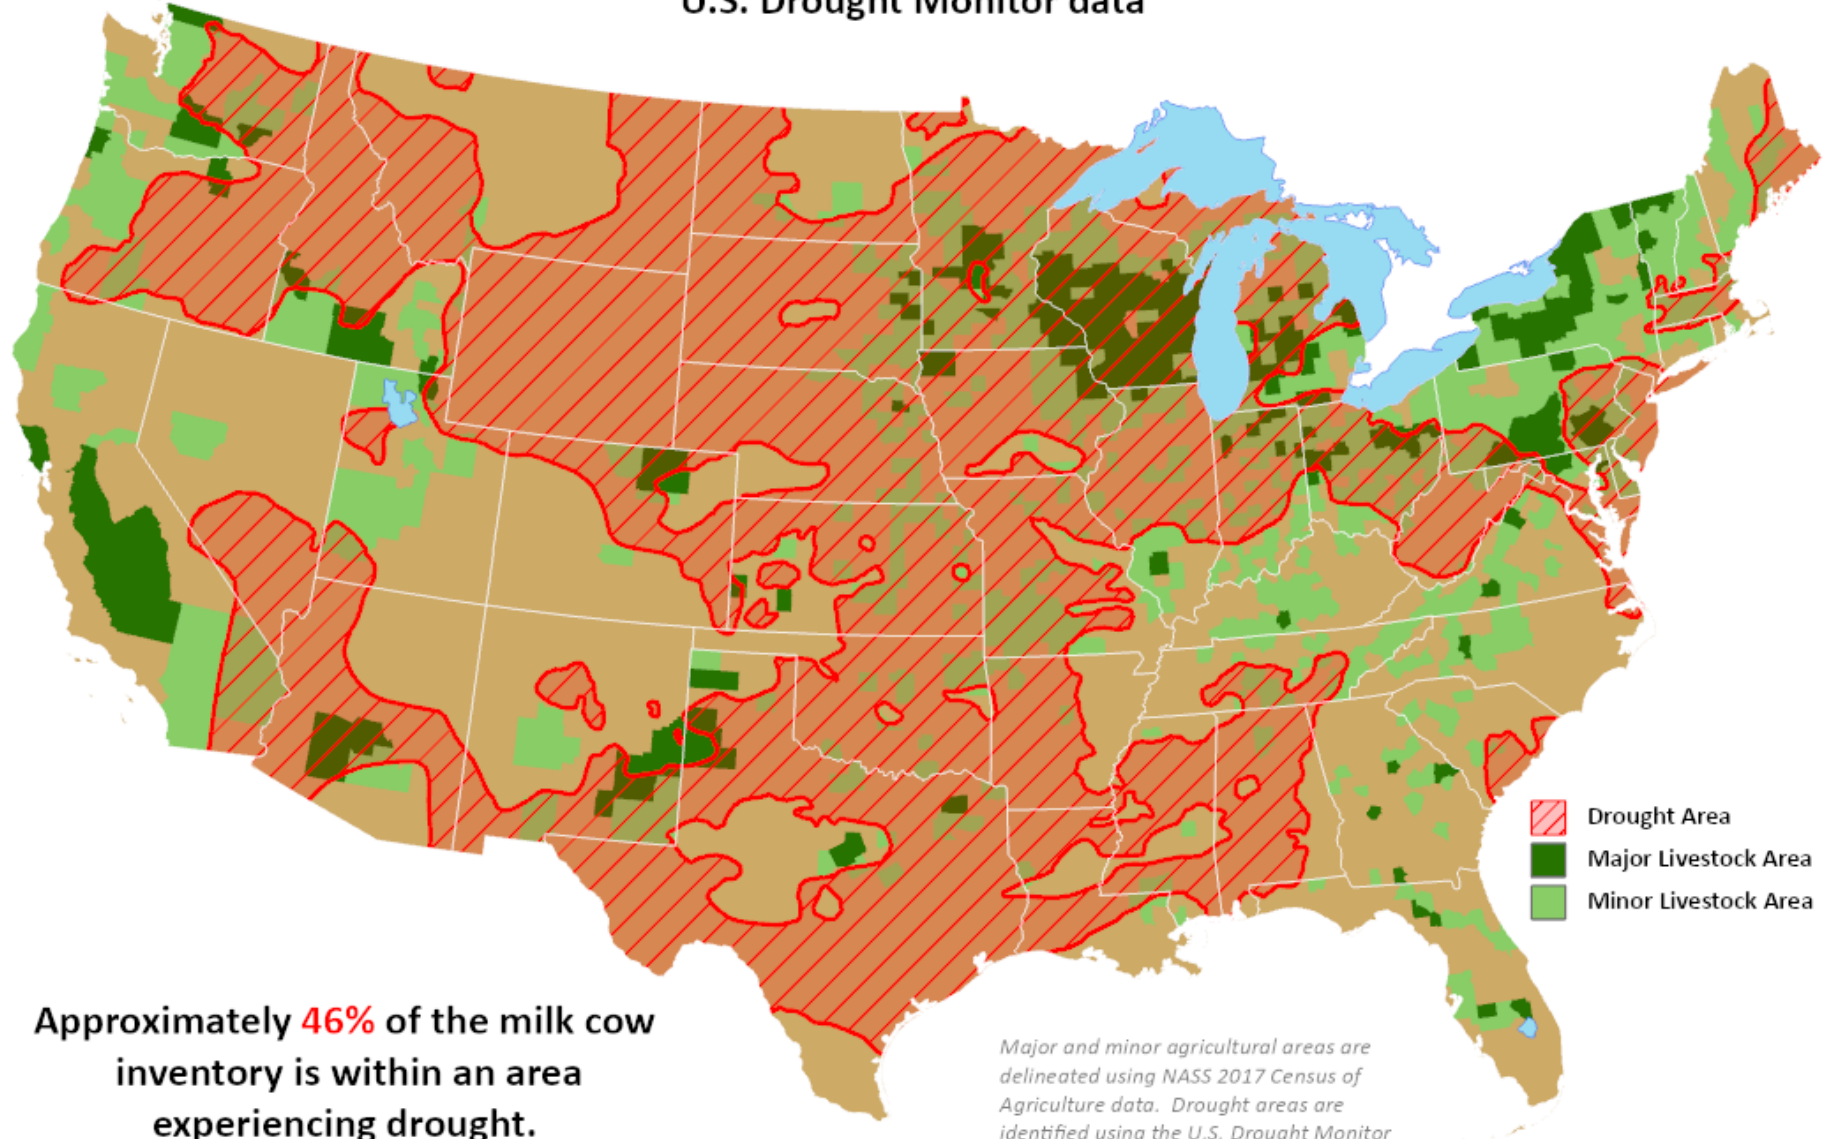 U.S. Drought Monitor data
Drought Area
Major Livestock Area
Minor Livestock Area
Approximately 46% of the milk cow
inventory is within an area
experiencing drought.
Major and minor agricultural areas are
delineated using NASS 2017 Census of
Agriculture data. Drought areas are
identified using the U.S. Drought Monitor